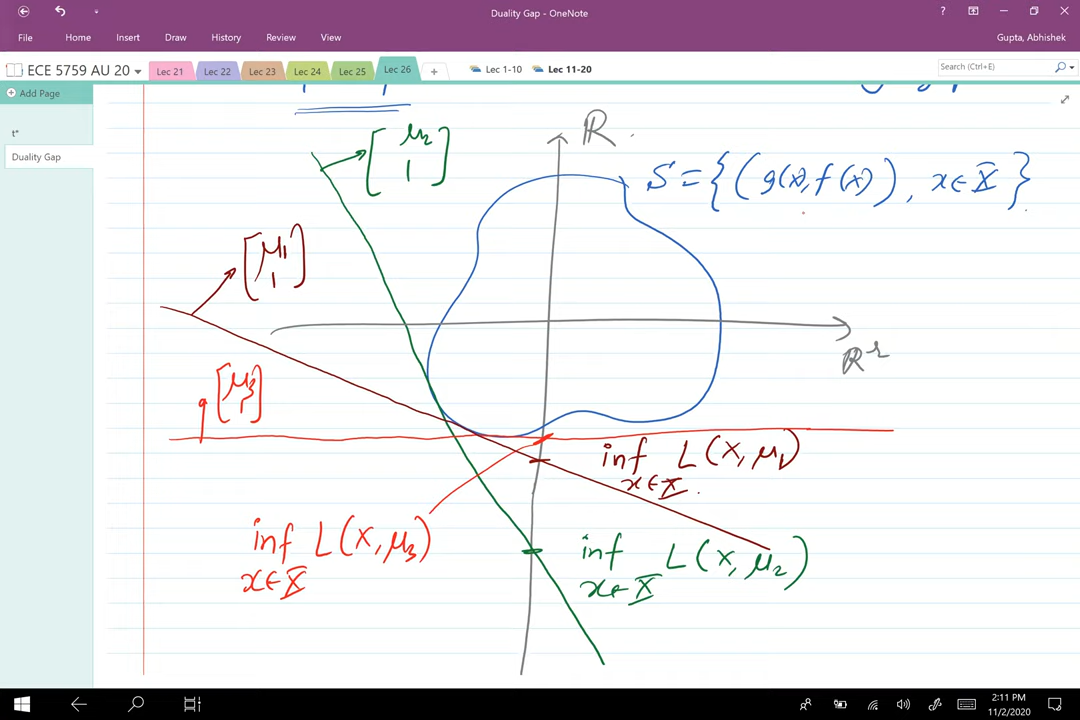 Duality Gap - OneNote
?
File Home Insert Draw History Review View
Gupta, Abhishek
ECE 5759 AU 20
Lec 21 Lec 22 Lec 23 Lec 24 Lec 25 Lec 26 +
Lec 1-10 Lec 11-20
Search (Ctrl+E)
Add Page
t*
Duality Gap
ℝ
[μ₂
1]
S = {(g(x), f(x)), x ∈ X}
[μ₁
1]
ℝʳ
[μ₃
1]
inf L(x, μ₁)
x ∈ X
inf L(x, μ₃)
x ∈ X
inf L(x, μ₂)
x ∈ X
2:11 PM
11/2/2020